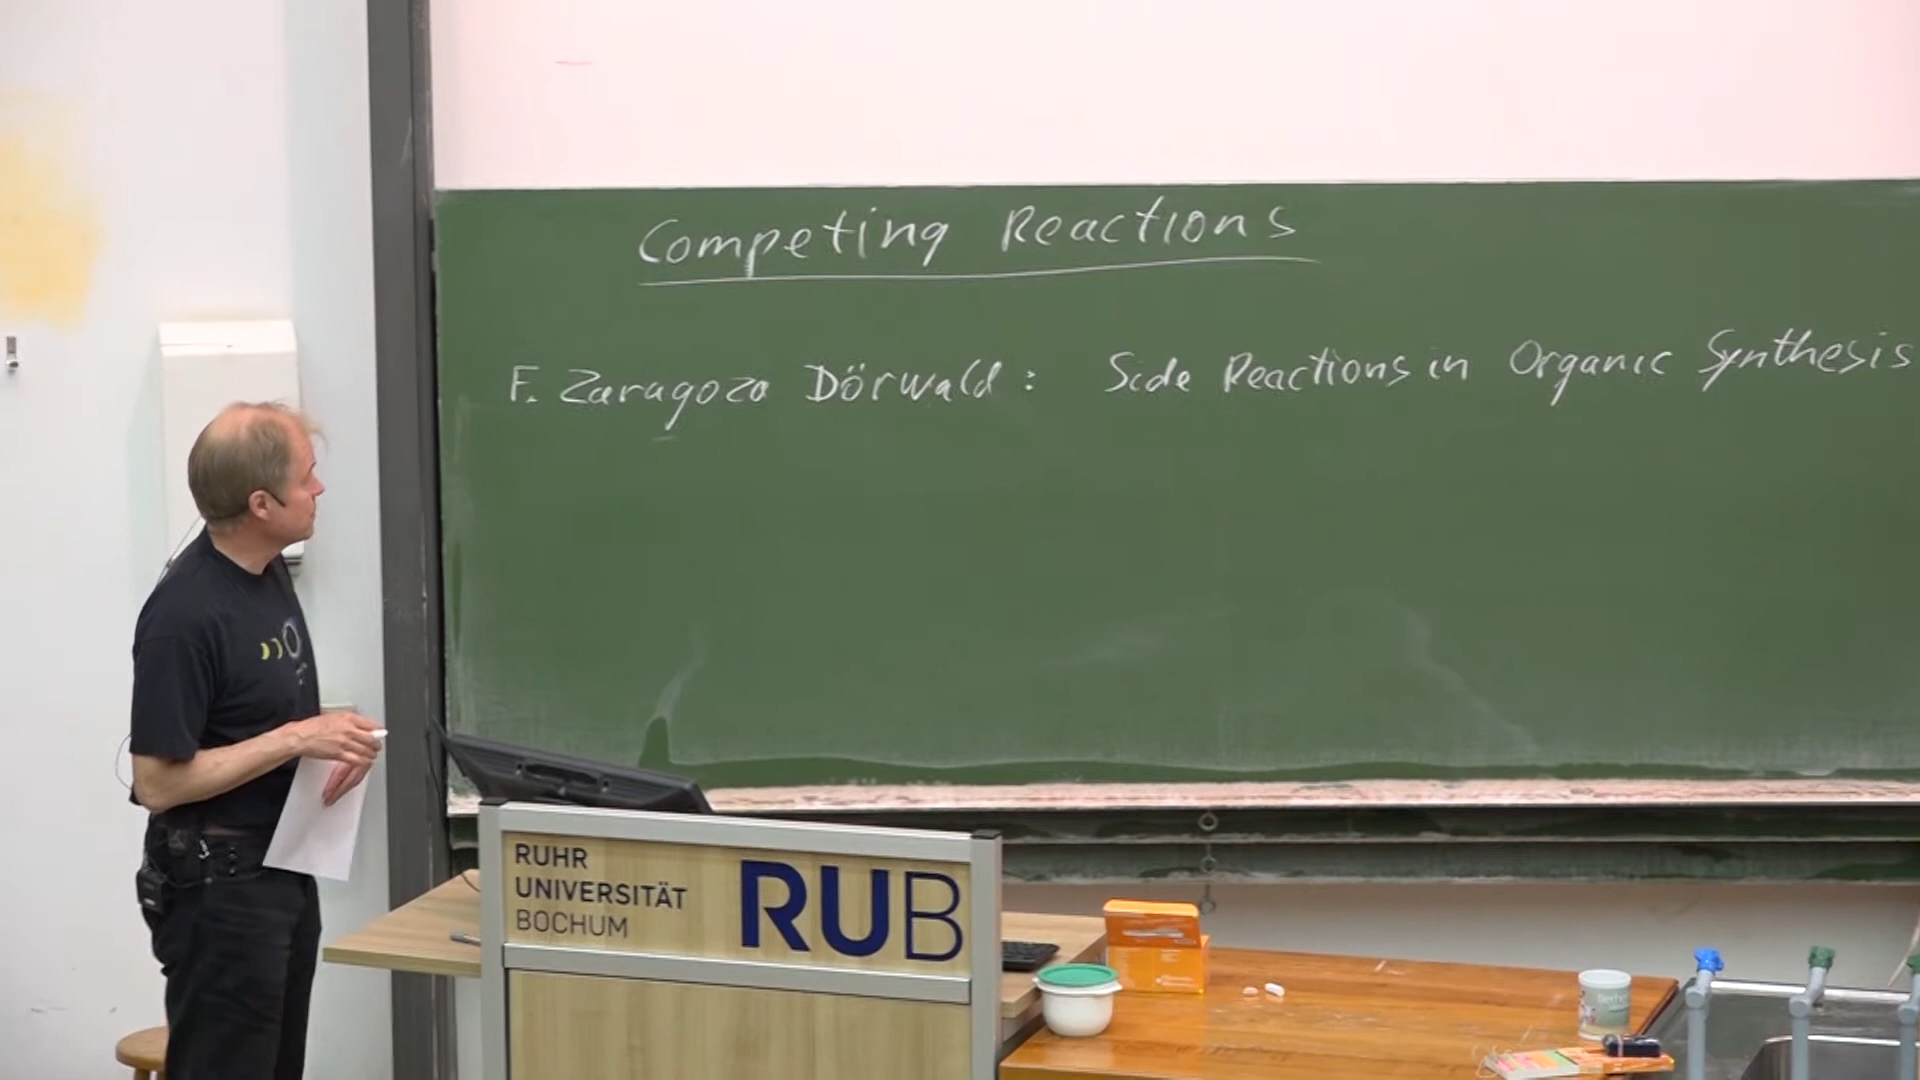 Competing Reactions
F. Zaragoza Dörwald: Side Reactions in Organic Synthesis
RUHR
UNIVERSITÄT
BOCHUM
RUB